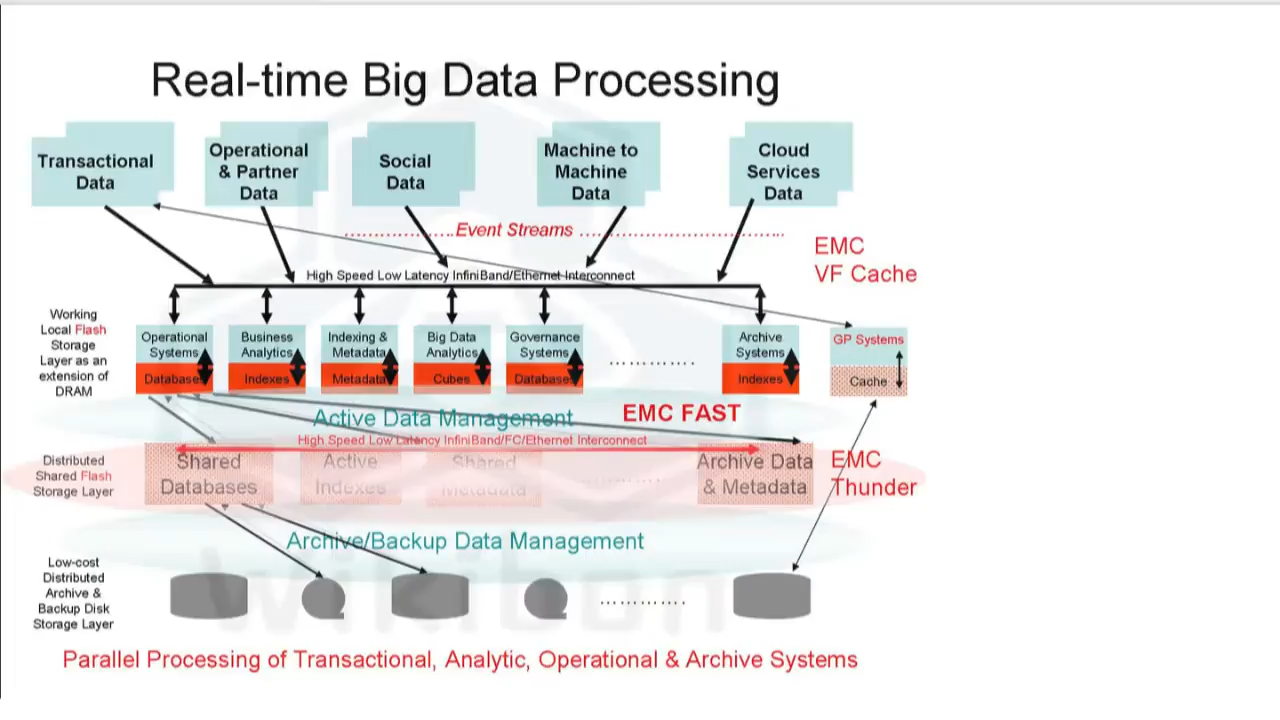 Real-time Big Data Processing
Transactional
Data
Operational
& Partner
Data
Social
Data
Machine to
Machine
Data
Cloud
Services
Data
Event Streams
EMC
VF Cache
High Speed Low Latency InfiniBand/Ethernet Interconnect
Working
Local Flash
Storage
Layer as an
extension of
DRAM
Operational
Systems
Databases
Business
Analytics
Indexes
Indexing &
Metadata
Metadata
Big Data
Analytics
Cubes
Governance
Systems
Databases
Archive
Systems
Indexes
GP Systems
Cache
Active Data Management
EMC FAST
High Speed Low Latency InfiniBand/FC/Ethernet Interconnect
Distributed
Shared Flash
Storage Layer
Shared
Databases
Active
Indexes
Shared
Metadata
Archive Data
& Metadata
EMC
Thunder
Archive/Backup Data Management
Low-cost
Distributed
Archive &
Backup Disk
Storage Layer
wikibon
Parallel Processing of Transactional, Analytic, Operational & Archive Systems